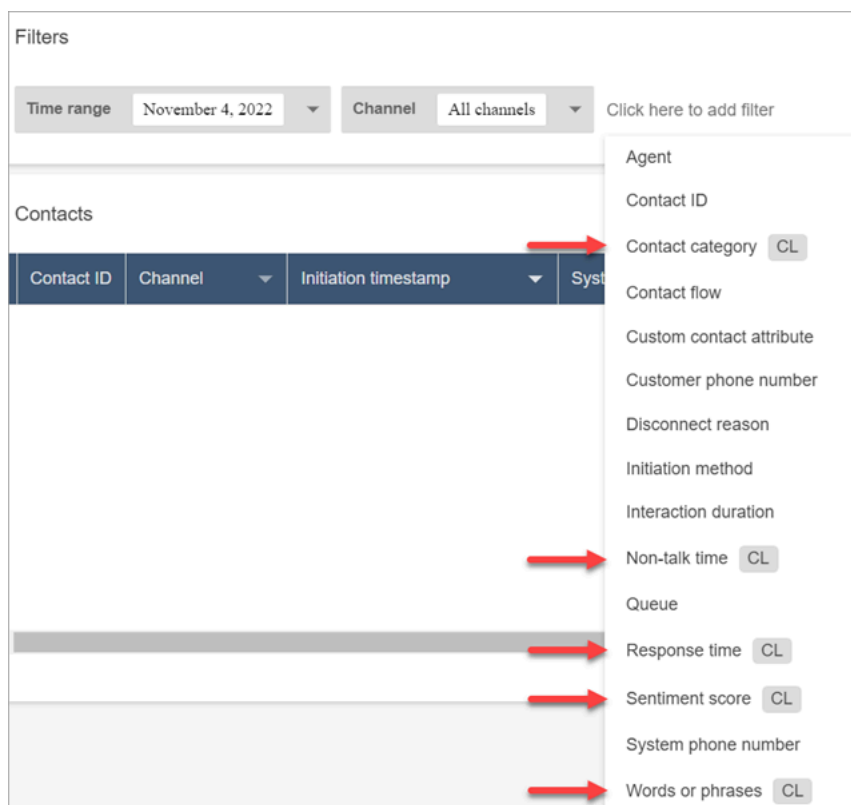 Filters
Time range November 4, 2022 Channel All channels Click here to add filter
Agent
Contact ID
Contact category CL
Contact flow
Custom contact attribute
Customer phone number
Disconnect reason
Initiation method
Interaction duration
Non-talk time CL
Queue
Response time CL
Sentiment score CL
System phone number
Words or phrases CL
Contacts
Contact ID Channel Initiation timestamp Syst